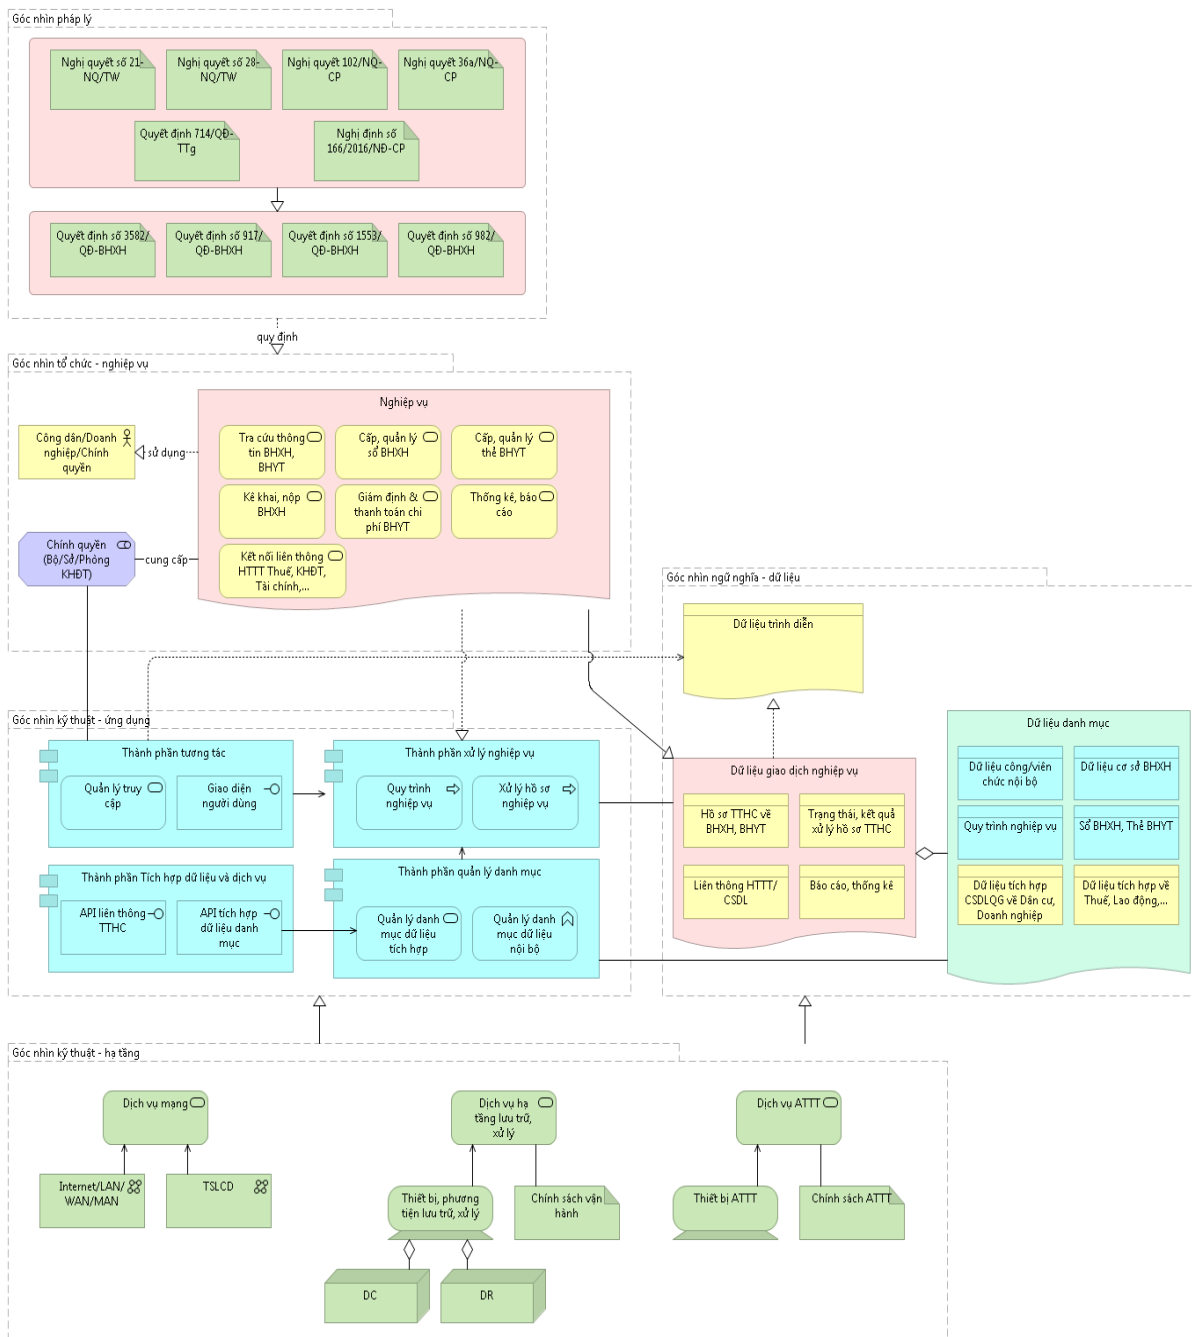 Góc nhìn pháp lý
Nghị quyết số 21-
NQ/TW
Nghị quyết số 28-
NQ/TW
Nghị quyết 102/NQ-
CP
Nghị quyết 36a/NQ-
CP
Quyết định 714/QĐ-
TTg
Nghị định số
166/2016/NĐ-CP
Quyết định số 3582/
QĐ-BHXH
Quyết định số 917/
QĐ-BHXH
Quyết định số 1553/
QĐ-BHXH
Quyết định số 982/
QĐ-BHXH
quy định
Góc nhìn tổ chức - nghiệp vụ
Nghiệp vụ
Công dân/Doanh
nghiệp/Chính
quyền
sử dụng
Tra cứu thông
tin BHXH,
BHYT
Cấp, quản lý
sổ BHXH
Cấp, quản lý
thẻ BHYT
Kê khai, nộp
BHXH
Giám định &
thanh toán chi
phí BHYT
Thống kê, báo
cáo
Chính quyền
(Bộ/Sở/Phòng
KHĐT)
cung cấp
Kết nối liên thông
HTTT Thuế, KHĐT,
Tài chính,...
Góc nhìn ngữ nghĩa - dữ liệu
Dữ liệu trình diễn
Góc nhìn kỹ thuật - ứng dụng
Thành phần tương tác
Quản lý truy
cập
Giao diện
người dùng
Thành phần xử lý nghiệp vụ
Quy trình
nghiệp vụ
Xử lý hồ sơ
nghiệp vụ
Thành phần Tích hợp dữ liệu và dịch vụ
API liên thông
TTHC
API tích hợp
dữ liệu danh
mục
Thành phần quản lý danh mục
Quản lý danh
mục dữ liệu
tích hợp
Quản lý danh
mục dữ liệu
nội bộ
Dữ liệu giao dịch nghiệp vụ
Hồ sơ TTHC về
BHXH, BHYT
Trạng thái, kết quả
xử lý hồ sơ TTHC
Liên thông HTTT/
CSDL
Báo cáo, thống kê
Dữ liệu danh mục
Dữ liệu công/viên
chức nội bộ
Dữ liệu cơ sở BHXH
Quy trình nghiệp vụ
Sổ BHXH, Thẻ BHYT
Dữ liệu tích hợp
CSDLQG về Dân cư,
Doanh nghiệp
Dữ liệu tích hợp về
Thuế, Lao động,...
Góc nhìn kỹ thuật - hạ tầng
Dịch vụ mạng
Internet/LAN/
WAN/MAN
TSLCD
Dịch vụ hạ
tầng lưu trữ,
xử lý
Thiết bị, phương
tiện lưu trữ, xử lý
Chính sách vận
hành
DC
DR
Dịch vụ ATTT
Thiết bị ATTT
Chính sách ATTT